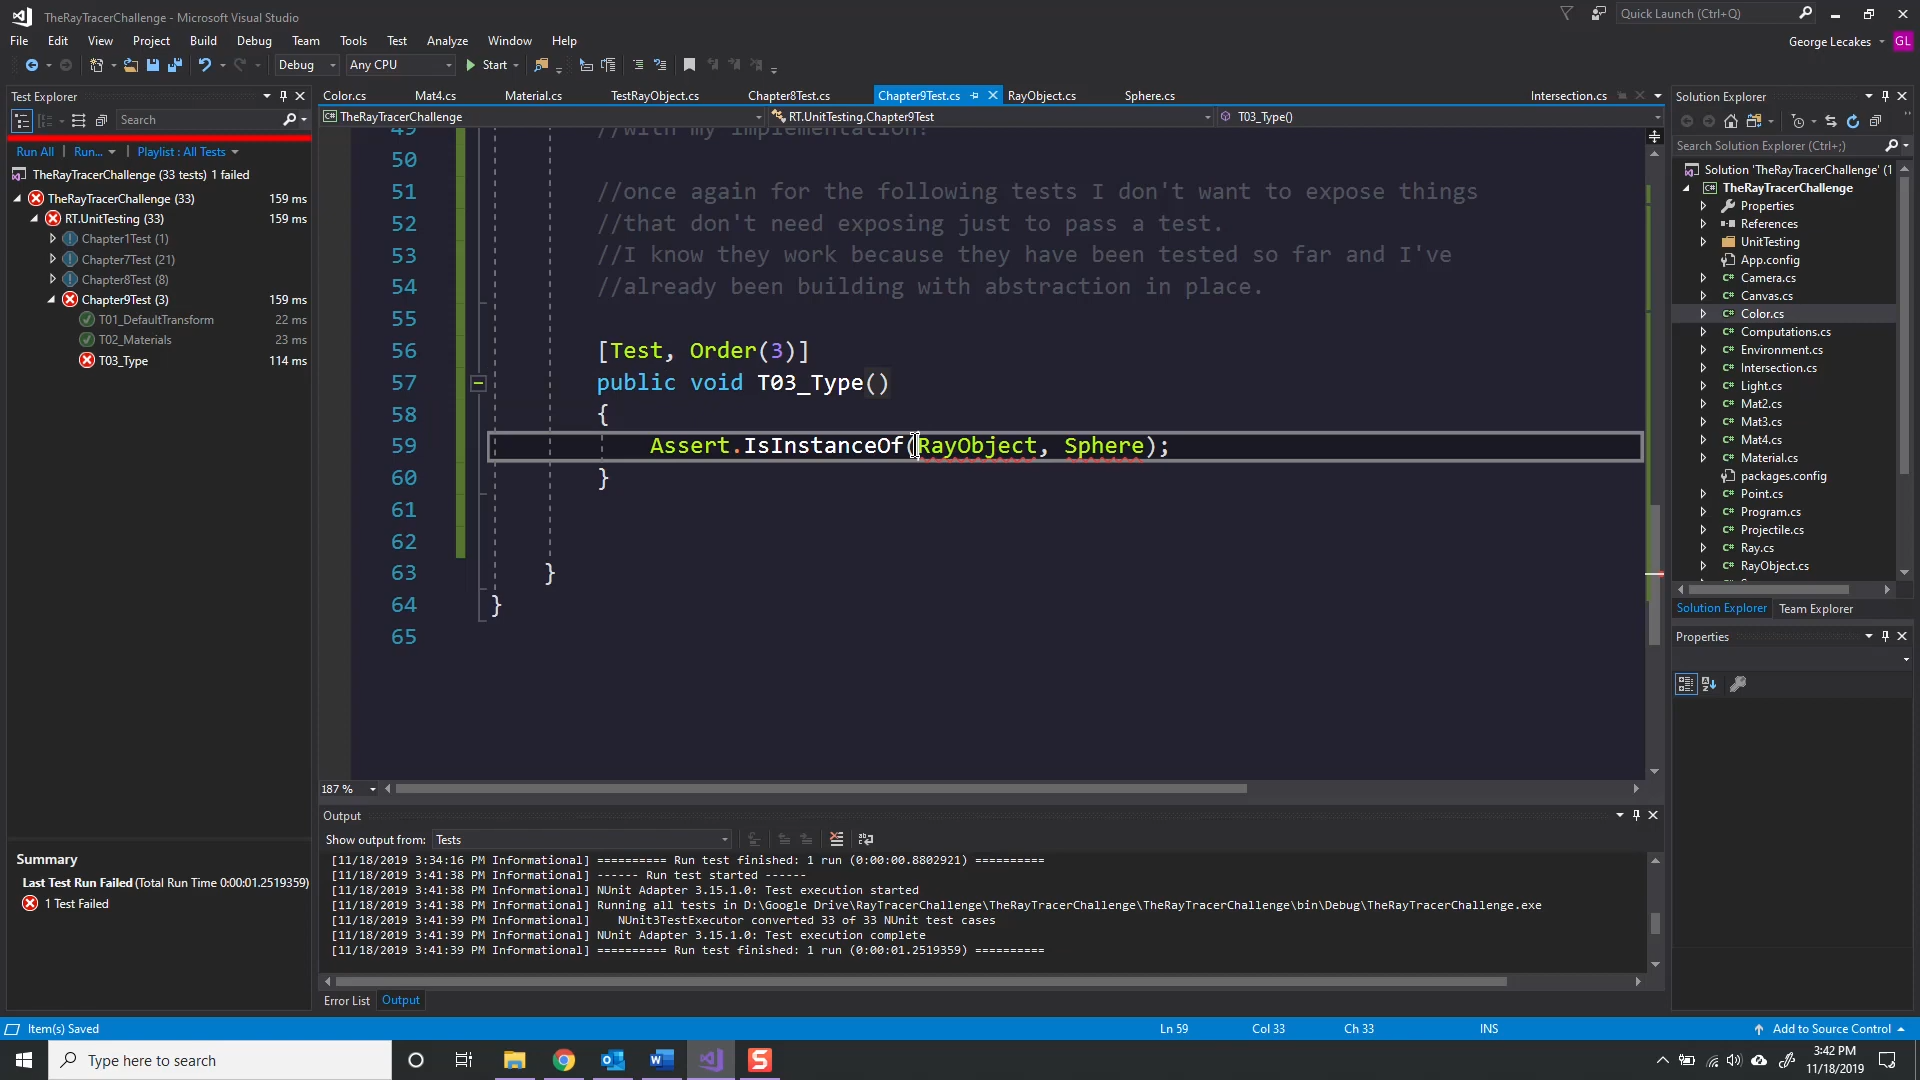 TheRayTracerChallenge - Microsoft Visual Studio
Quick Launch (Ctrl+Q)
File Edit View Project Build Debug Team Tools Test Analyze Window Help
George Lecakes GL
Debug Any CPU Start
Test Explorer
Search
Run All | Run... | Playlist : All Tests
TheRayTracerChallenge (33 tests) 1 failed
TheRayTracerChallenge (33) 159 ms
RT.UnitTesting (33) 159 ms
Chapter1Test (1)
Chapter7Test (21)
Chapter8Test (8)
Chapter9Test (3) 159 ms
T01_DefaultTransform 22 ms
T02_Materials 23 ms
T03_Type 114 ms
Summary
Last Test Run Failed (Total Run Time 0:00:01.2519359)
1 Test Failed
Color.cs Mat4.cs Material.cs TestRayObject.cs Chapter8Test.cs Chapter9Test.cs RayObject.cs Sphere.cs Intersection.cs
TheRayTracerChallenge RT.UnitTesting.Chapter9Test T03_Type()
49 //with my implementation!
50
51 //once again for the following tests I don't want to expose things
52 //that don't need exposing just to pass a test.
53 //I know they work because they have been tested so far and I've
54 //already been building with abstraction in place.
55
56 [Test, Order(3)]
57 public void T03_Type()
58 {
59 Assert.IsInstanceOf(RayObject, Sphere);
60 }
61
62
63 }
64 }
65
187 %
Output
Show output from: Tests
[11/18/2019 3:34:16 PM Informational] ========== Run test finished: 1 run (0:00:00.8802921) ==========
[11/18/2019 3:41:38 PM Informational] ------ Run test started ------
[11/18/2019 3:41:38 PM Informational] NUnit Adapter 3.15.1.0: Test execution started
[11/18/2019 3:41:38 PM Informational] Running all tests in D:\Google Drive\RayTracerChallenge\TheRayTracerChallenge\TheRayTracerChallenge\bin\Debug\TheRayTracerChallenge.exe
[11/18/2019 3:41:39 PM Informational] NUnit3TestExecutor converted 33 of 33 NUnit test cases
[11/18/2019 3:41:39 PM Informational] NUnit Adapter 3.15.1.0: Test execution complete
[11/18/2019 3:41:39 PM Informational] ========== Run test finished: 1 run (0:00:01.2519359) ==========
Error List Output
Solution Explorer
Search Solution Explorer (Ctrl+;)
Solution 'TheRayTracerChallenge' (1
TheRayTracerChallenge
Properties
References
UnitTesting
App.config
C# Camera.cs
C# Canvas.cs
C# Color.cs
C# Computations.cs
C# Environment.cs
C# Intersection.cs
C# Light.cs
C# Mat2.cs
C# Mat3.cs
C# Mat4.cs
C# Material.cs
packages.config
C# Point.cs
C# Program.cs
C# Projectile.cs
C# Ray.cs
C# RayObject.cs
Solution Explorer Team Explorer
Properties
Item(s) Saved Ln 59 Col 33 Ch 33 INS Add to Source Control
Type here to search
3:42 PM
11/18/2019